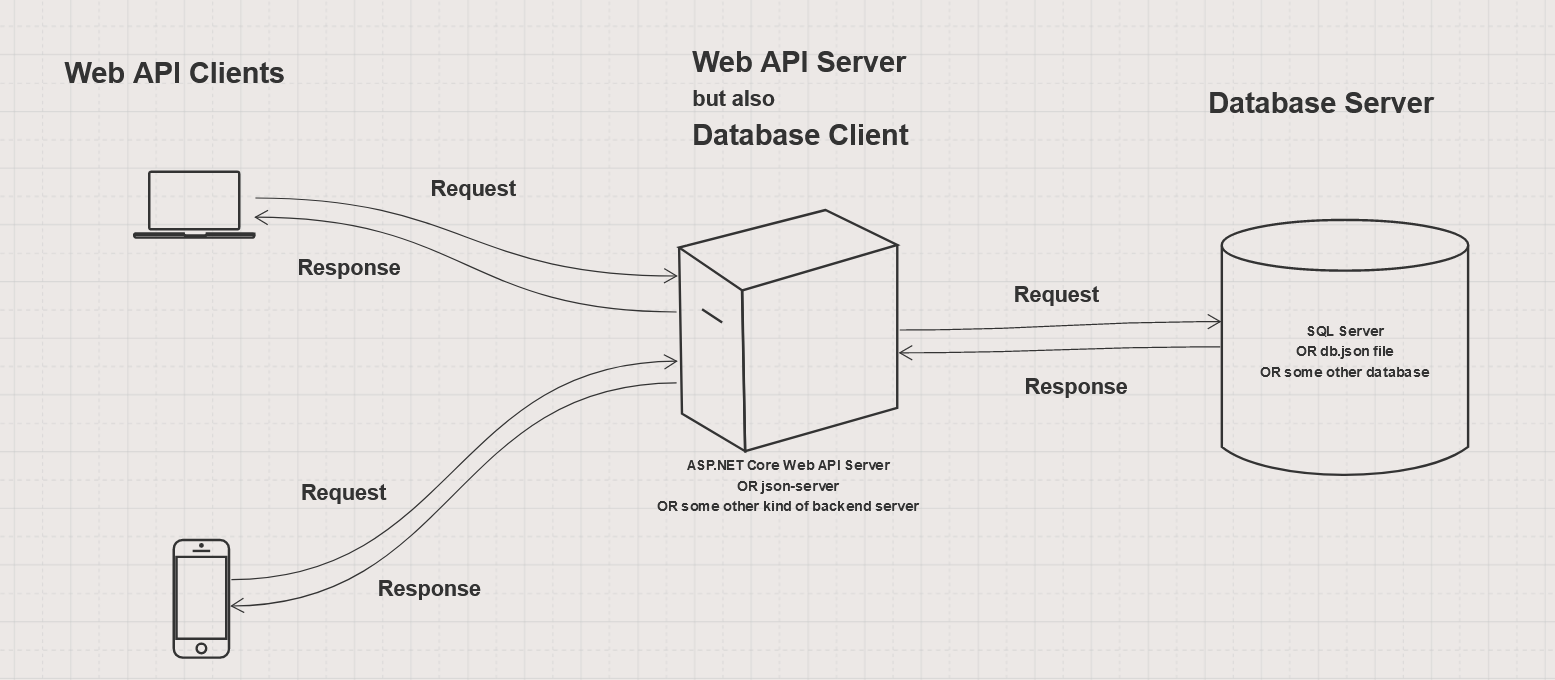 Web API Clients
Web API Server
but also
Database Client
Database Server
Request
Response
Request
Response
SQL Server
OR db.json file
OR some other database
ASP.NET Core Web API Server
OR json-server
OR some other kind of backend server
Request
Response